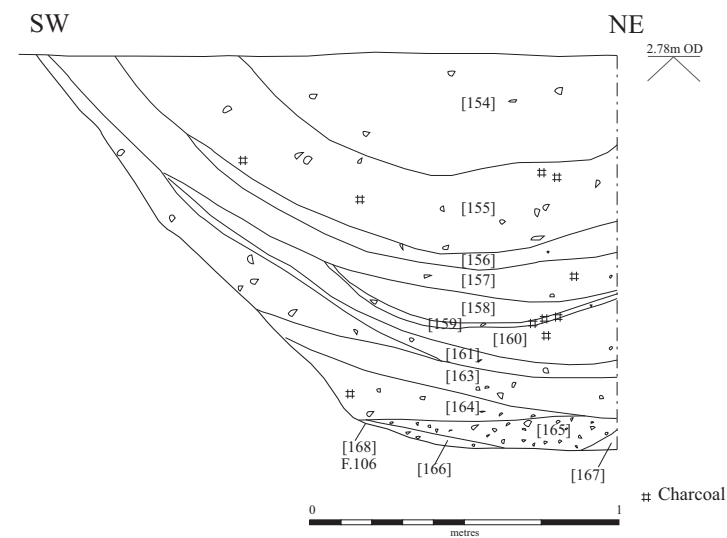 SW
NE
2.78m OD
[154]
[155]
[156]
[157]
[158]
[159]
[160]
[161]
[163]
[164]
[165]
[168]
F.106
[166]
[167]
Charcoal
0
1
metres